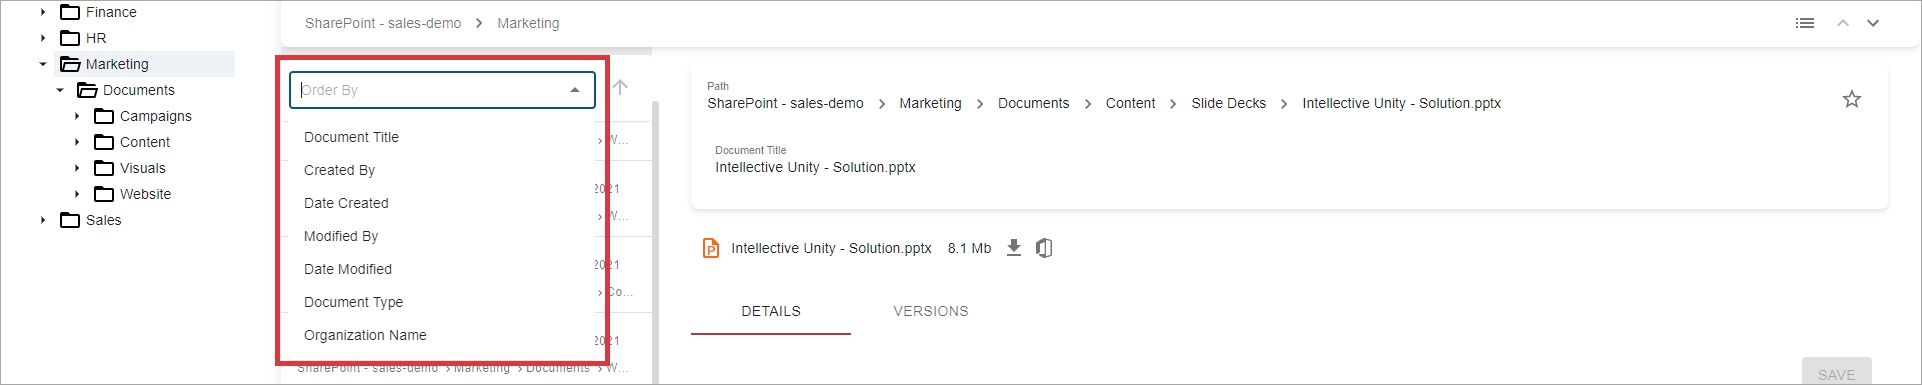 Finance
HR
Marketing
Documents
Campaigns
Content
Visuals
Website
Sales
SharePoint - sales-demo > Marketing
Order By
Document Title
Created By
Date Created
Modified By
Date Modified
Document Type
Organization Name
› W...
2021
› W...
2021
› Co...
2021
SharePoint - sales-demo › Marketing › Documents › W...
Path
SharePoint - sales-demo > Marketing > Documents > Content > Slide Decks > Intellective Unity - Solution.pptx
Document Title
Intellective Unity - Solution.pptx
Intellective Unity - Solution.pptx 8.1 Mb
DETAILS VERSIONS
SAVE